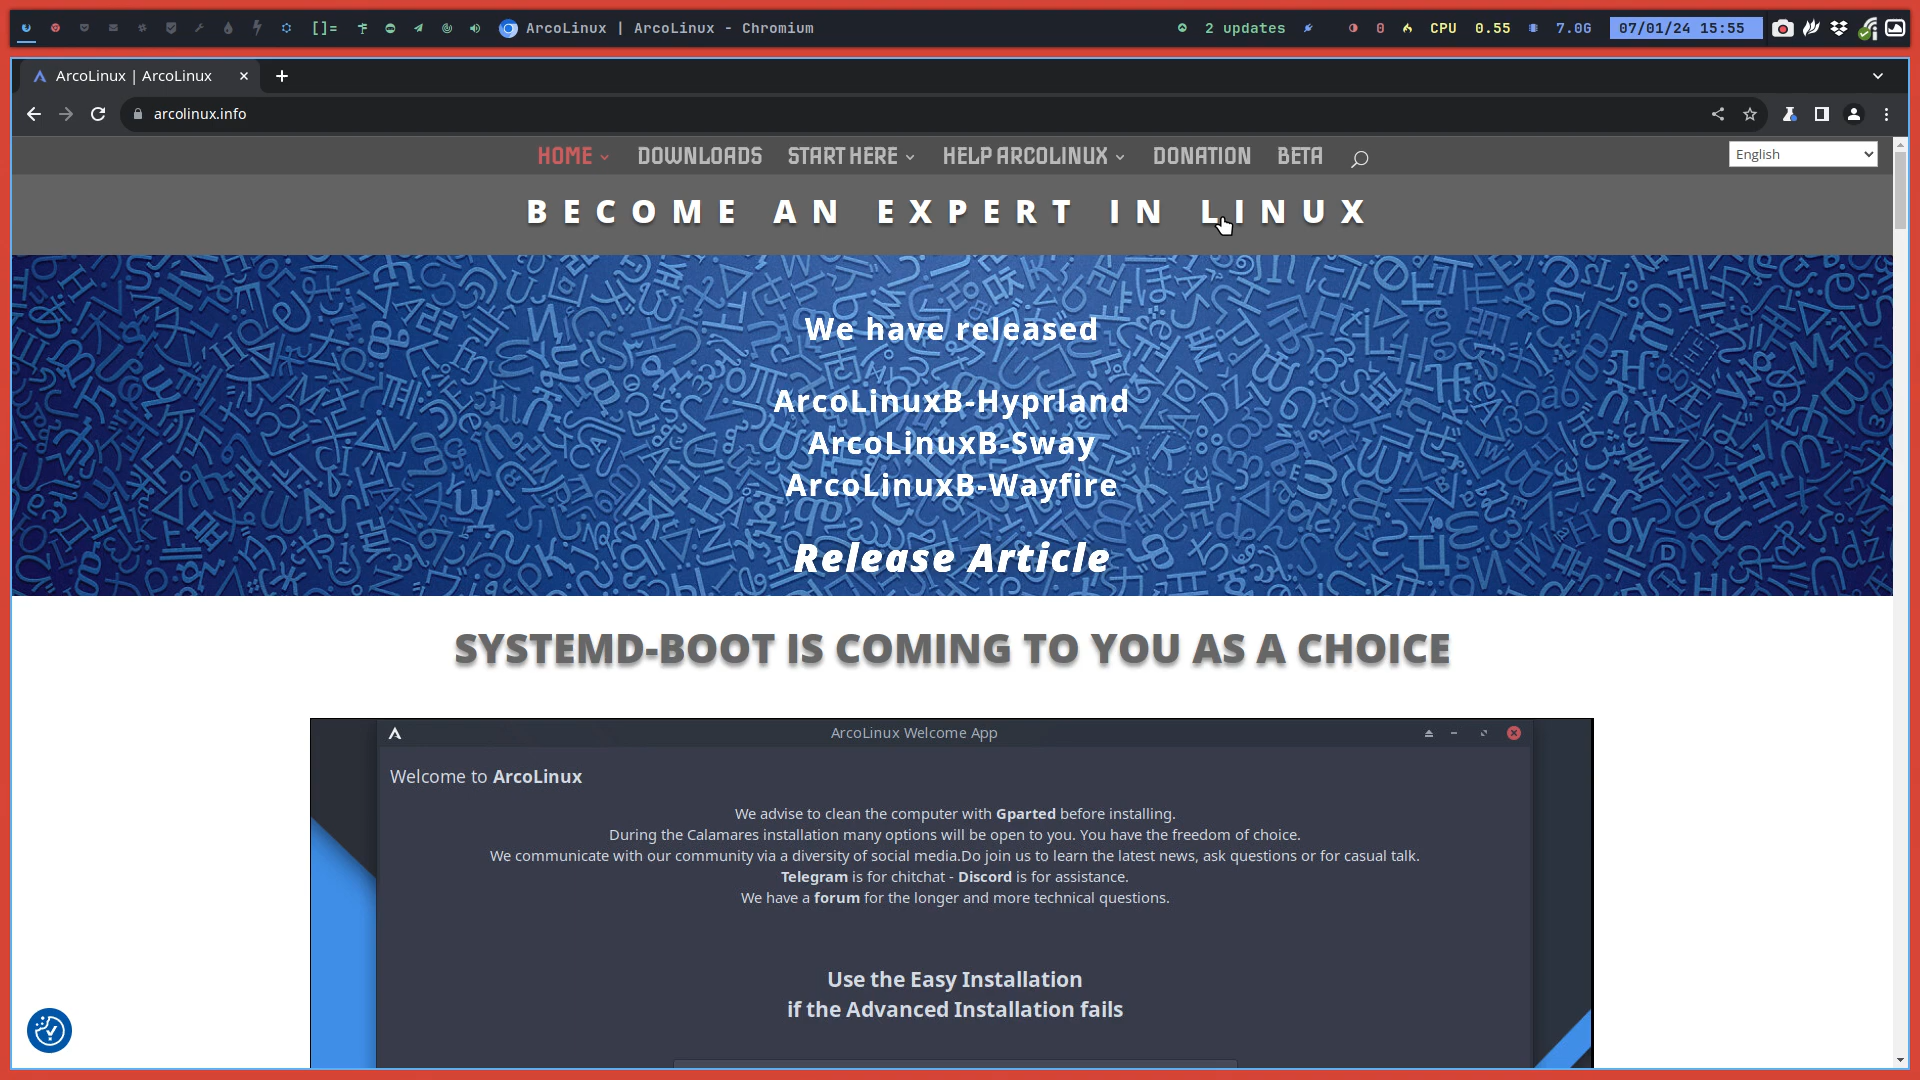 []= ArcoLinux | ArcoLinux - Chromium 2 updates 0 CPU 0.55 7.0G 07/01/24 15:55
ArcoLinux | ArcoLinux
arcolinux.info
HOME DOWNLOADS START HERE HELP ARCOLINUX DONATION BETA English
BECOME AN EXPERT IN LINUX
We have released
ArcoLinuxB-Hyprland
ArcoLinuxB-Sway
ArcoLinuxB-Wayfire
Release Article
SYSTEMD-BOOT IS COMING TO YOU AS A CHOICE
ArcoLinux Welcome App
Welcome to ArcoLinux
We advise to clean the computer with Gparted before installing.
During the Calamares installation many options will be open to you. You have the freedom of choice.
We communicate with our community via a diversity of social media.Do join us to learn the latest news, ask questions or for casual talk.
Telegram is for chitchat - Discord is for assistance.
We have a forum for the longer and more technical questions.
Use the Easy Installation
if the Advanced Installation fails